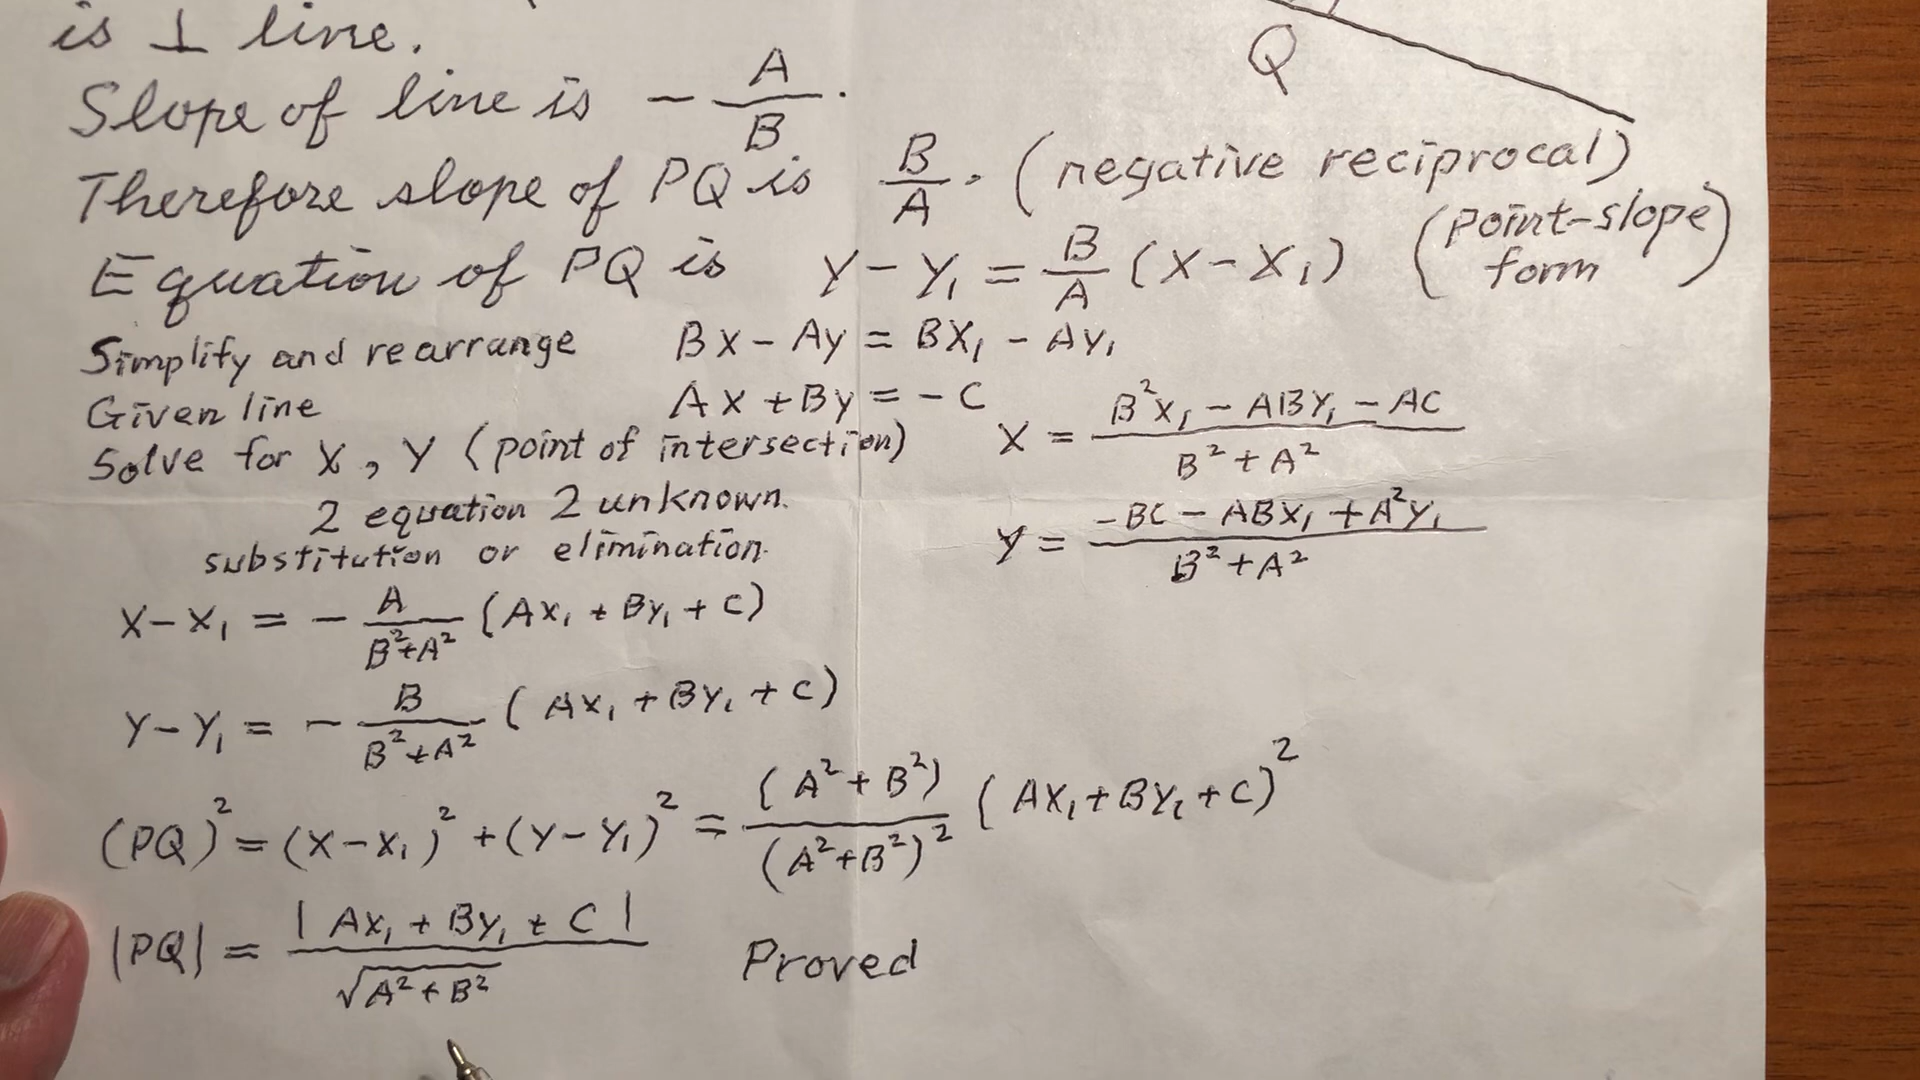 is ⊥ line.
Q
Slope of line is - A/B.
Therefore slope of PQ is B/A. (negative reciprocal)
Equation of PQ is Y - Y₁ = B/A (X - X₁) (point-slope form)
Simplify and rearrange Bx - Ay = BX₁ - AY₁
Given line Ax + By = - C
Solve for X, Y (point of intersection) X = (B²X₁ - ABY₁ - AC)/(B² + A²)
2 equation 2 unknown.
substitution or elimination.
Y = (-BC - ABX₁ + A²Y₁)/(B² + A²)
X - X₁ = - A/(B² + A²) (AX₁ + BY₁ + C)
Y - Y₁ = - B/(B² + A²) (AX₁ + BY₁ + C)
(PQ)² = (X - X₁)² + (Y - Y₁)² = (A² + B²)/(A² + B²)² (AX₁ + BY₁ + C)²
|PQ| = |AX₁ + BY₁ + C|/√(A² + B²) Proved